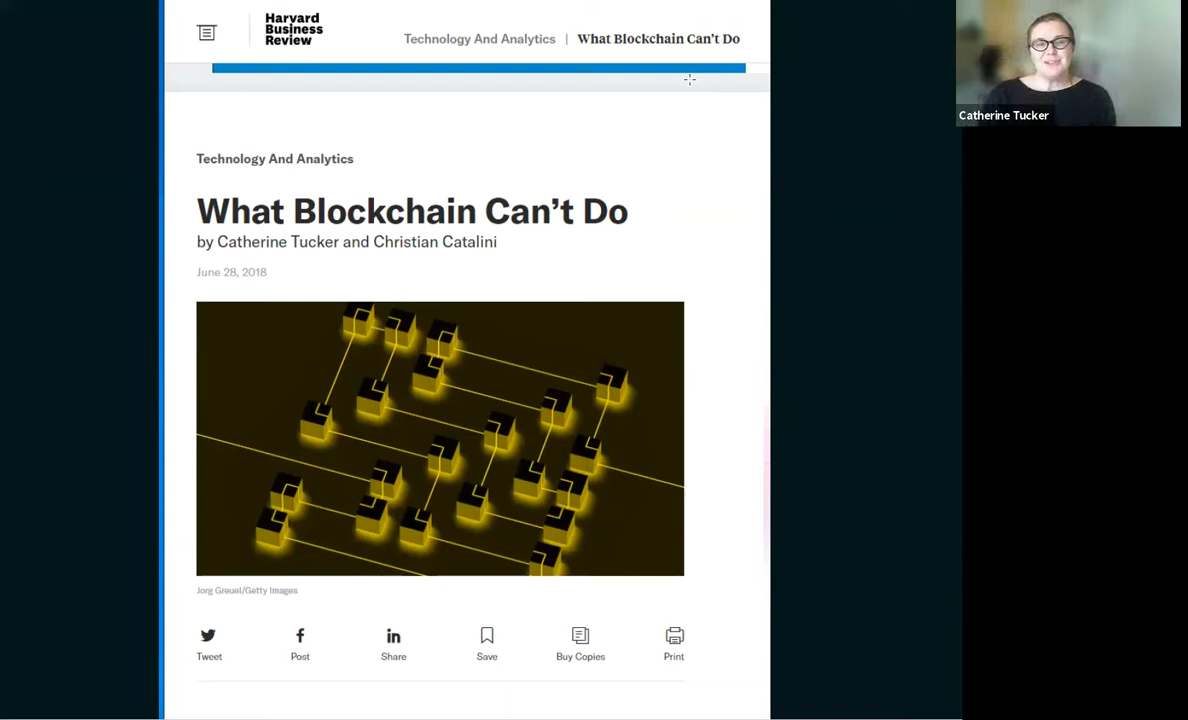 Harvard
Business
Review
Technology And Analytics | What Blockchain Can't Do
Catherine Tucker
Technology And Analytics
What Blockchain Can't Do
by Catherine Tucker and Christian Catalini
June 28, 2018
Jorg Greuel/Getty Images
Tweet
Post
Share
Save
Buy Copies
Print